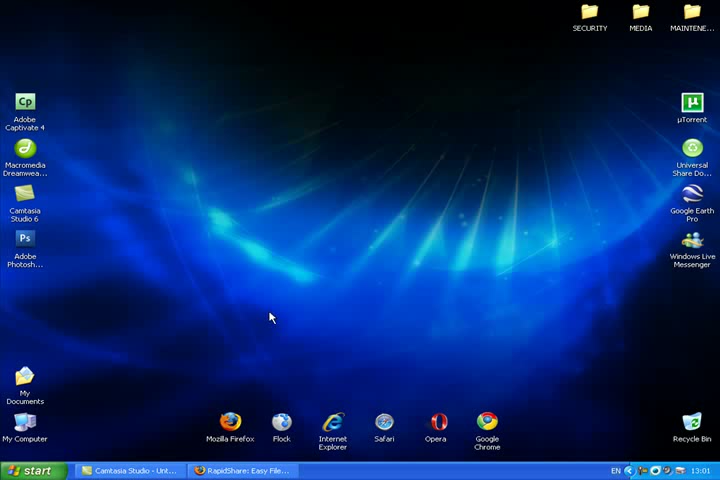 SECURITY
MEDIA
MAINTENE...
Cp
Adobe
Captivate 4
Macromedia
Dreamwea...
Camtasia
Studio 6
Ps
Adobe
Photosh...
µ
µTorrent
Universal
Share Do...
Google Earth
Pro
Windows Live
Messenger
My
Documents
My Computer
Mozilla Firefox
Flock
Internet
Explorer
Safari
Opera
Google
Chrome
Recycle Bin
start
Camtasia Studio - Unt...
RapidShare: Easy File...
EN
13:01